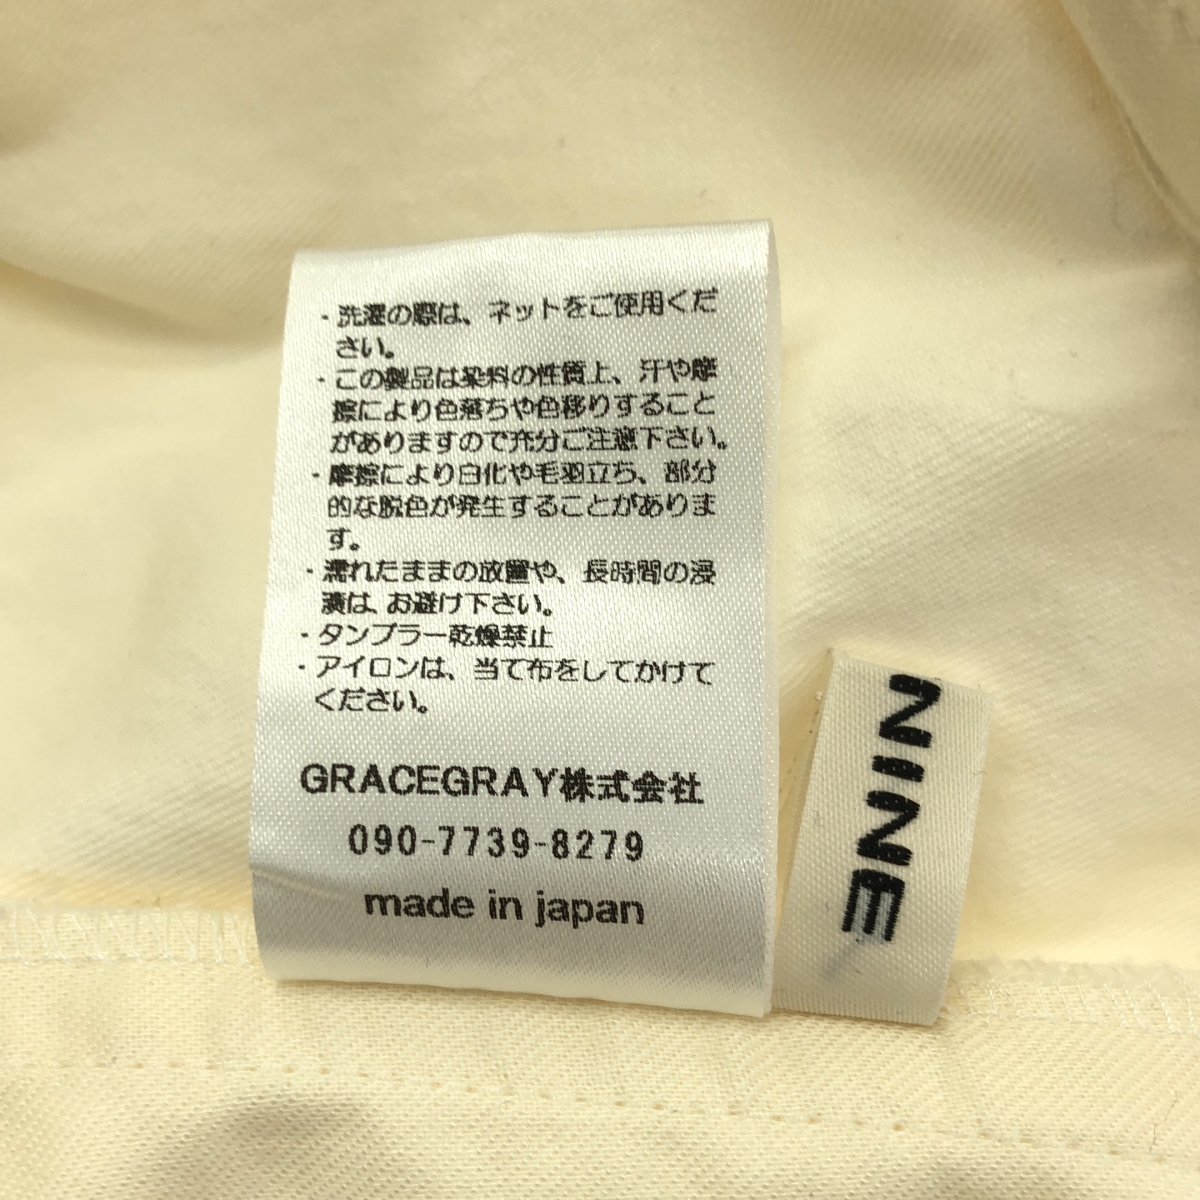 ・洗濯の際は、ネットをご使用くだ
さい。
・この製品は染料の性質上、汗や摩
擦により色落ちや色移りすること
がありますので充分ご注意下さい。
・摩擦により白化や毛羽立ち、部分
的な脱色が発生することがありま
す。
・濡れたままの放置や、長時間の浸
漬は、お避け下さい。
・タンブラー乾燥禁止
・アイロンは、当て布をしてかけて
ください。
GRACEGRAY株式会社
090-7739-8279
made in japan
NINE